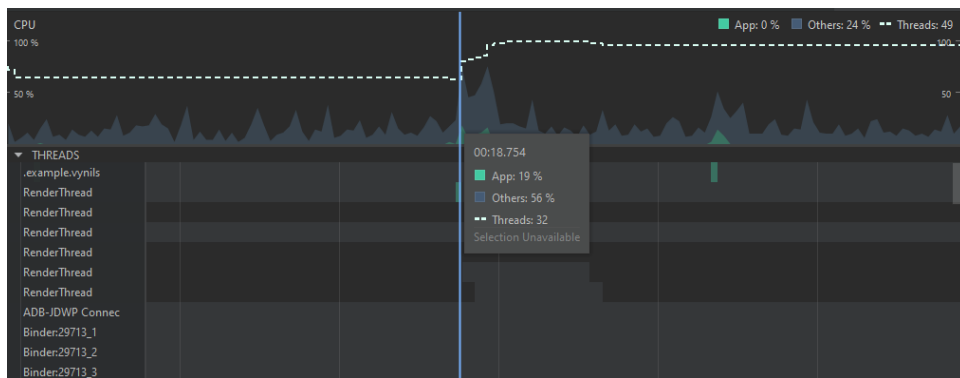 CPU
App: 0 % Others: 24 % Threads: 49
100 % 100
50 % 50
THREADS
.example.vynils
RenderThread
RenderThread
RenderThread
RenderThread
RenderThread
RenderThread
ADB-JDWP Connec
Binder:29713_1
Binder:29713_2
Binder:29713_3
00:18.754
App: 19 %
Others: 56 %
Threads: 32
Selection Unavailable